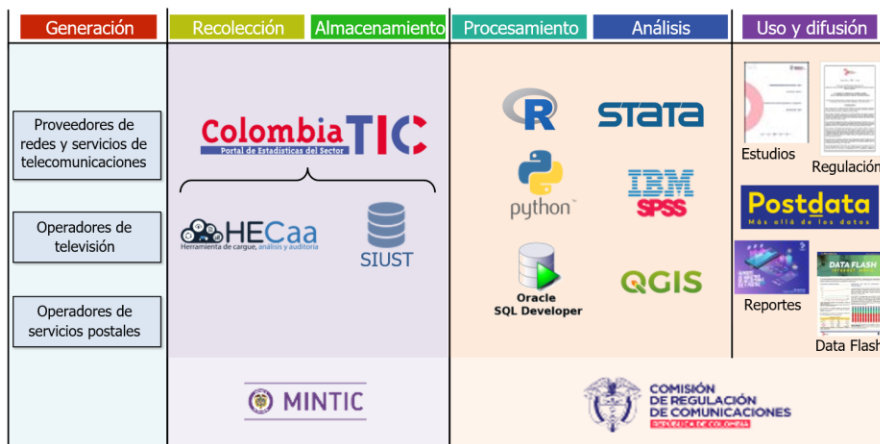 Generación
Recolección
Almacenamiento
Procesamiento
Análisis
Uso y difusión
Proveedores de
redes y servicios de
telecomunicaciones
Operadores de
televisión
Operadores de
servicios postales
ColombiaTIC
Portal de Estadísticas del Sector
HECaa
Herramienta de cargue, análisis y auditoría
SIUST
MINTIC
R
STATA
python™
IBM
SPSS
Oracle
SQL Developer
QGIS
COMISIÓN
DE REGULACIÓN
DE COMUNICACIONES
REPÚBLICA DE COLOMBIA
Estudios
Regulación
Postdata
Más allá de los datos
Reportes
DATA FLASH
Data Flash